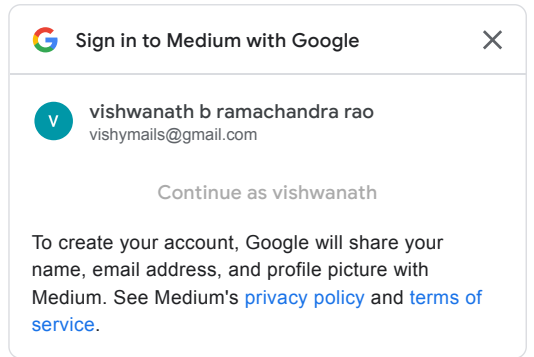 Sign in to Medium with Google
V
vishwanath b ramachandra rao
vishymails@gmail.com
Continue as vishwanath
To create your account, Google will share your
name, email address, and profile picture with
Medium. See Medium's privacy policy and terms of
service.